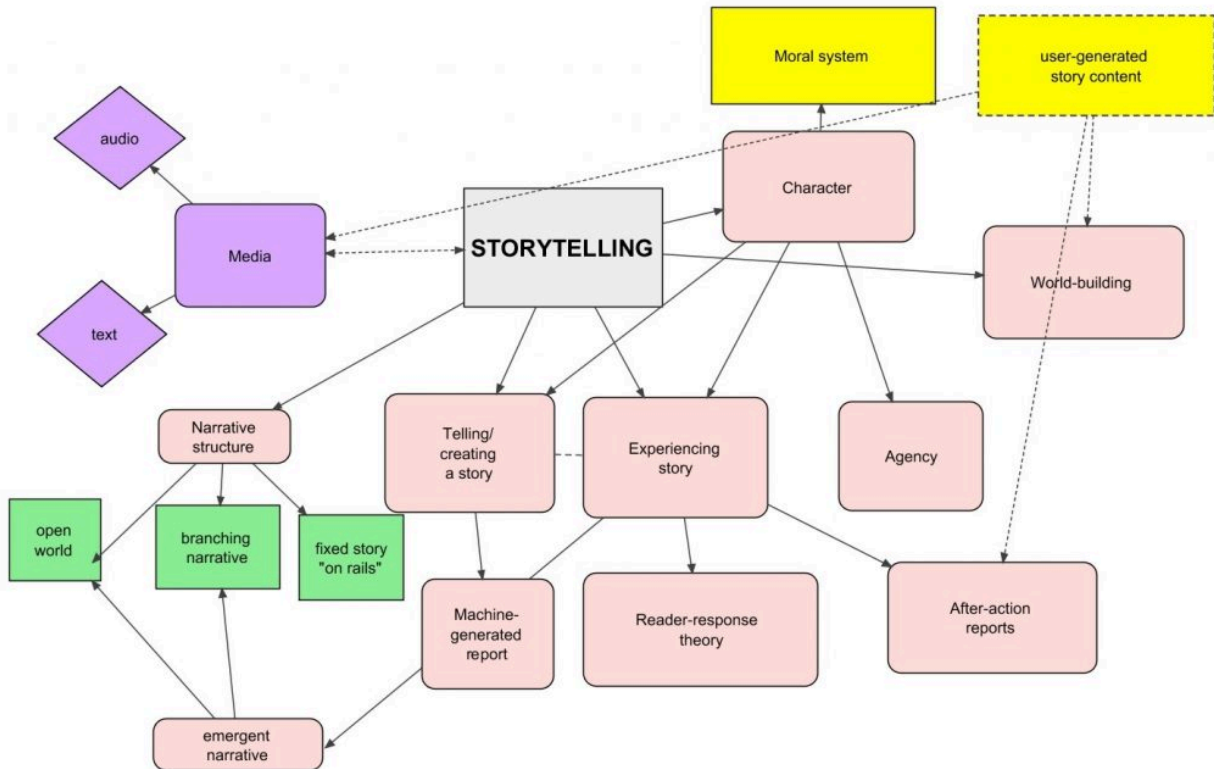 Moral system
user-generated
story content
audio
Character
STORYTELLING
Media
World-building
text
Narrative
structure
Telling/
creating
a story
Experiencing
story
Agency
open
world
branching
narrative
fixed story
"on rails"
Machine-
generated
report
Reader-response
theory
After-action
reports
emergent
narrative